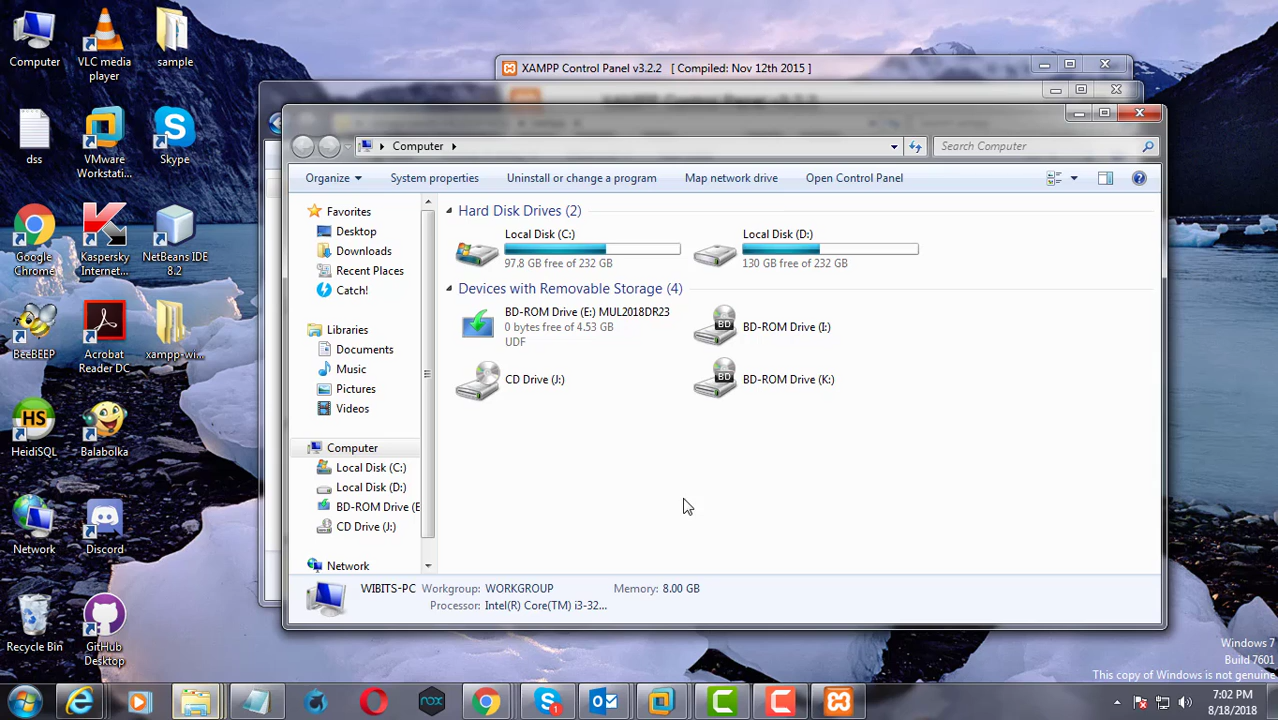 Computer
VLC media
player
sample
dss
VMware
Workstati...
Skype
Google
Chrome
Kaspersky
Internet...
NetBeans IDE
8.2
BeeBEEP
Acrobat
Reader DC
xampp-wi...
HeidiSQL
Balabolka
Network
Discord
Recycle Bin
GitHub
Desktop
XAMPP Control Panel v3.2.2 [ Compiled: Nov 12th 2015 ]
Computer
Search Computer
Organize
System properties
Uninstall or change a program
Map network drive
Open Control Panel
Favorites
Desktop
Downloads
Recent Places
Catch!
Libraries
Documents
Music
Pictures
Videos
Computer
Local Disk (C:)
Local Disk (D:)
BD-ROM Drive (E
CD Drive (J:)
Network
Hard Disk Drives (2)
Local Disk (C:)
97.8 GB free of 232 GB
Local Disk (D:)
130 GB free of 232 GB
Devices with Removable Storage (4)
BD-ROM Drive (E:) MUL2018DR23
0 bytes free of 4.53 GB
UDF
BD
BD-ROM Drive (I:)
CD Drive (J:)
BD
BD-ROM Drive (K:)
WIBITS-PC Workgroup: WORKGROUP Memory: 8.00 GB
Processor: Intel(R) Core(TM) i3-32...
Windows 7
Build 7601
This copy of Windows is not genuine
nox
7:02 PM
8/18/2018